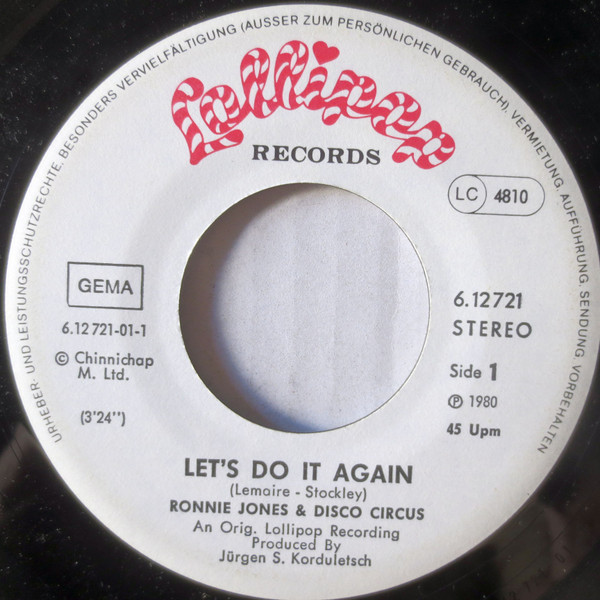 URHEBER- UND LEISTUNGSSCHUTZRECHTE. BESONDERS VERVIELFÄLTIGUNG (AUSSER ZUM PERSÖNLICHEN GEBRAUCH), VERMIETUNG, AUFFÜHRUNG, SENDUNG VORBEHALTEN
Lollipop
RECORDS
LC 4810
GEMA
6.12 721-01-1
© Chinnichap
M. Ltd.
(3'24")
6.12721
STEREO
Side 1
℗ 1980
45 Upm
LET'S DO IT AGAIN
(Lemaire - Stockley)
RONNIE JONES & DISCO CIRCUS
An Orig. Lollipop Recording
Produced By
Jürgen S. Korduletsch